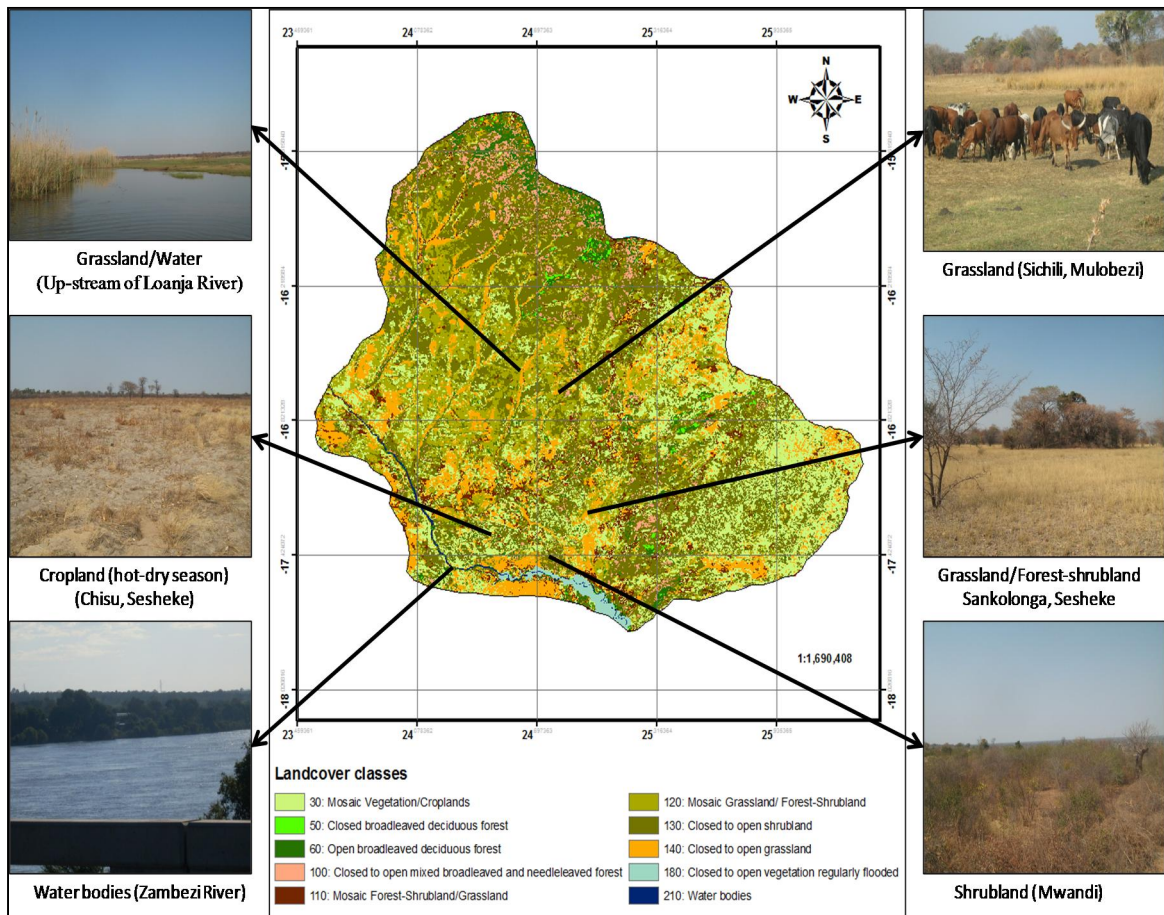 23 24 24 25 25
N
W E
S
-15
-16
-16
-17
-18
-15
-16
-16
-17
-18
1:1,690,408
23 24 24 25 25
Grassland/Water
(Up-stream of Loanja River)
Cropland (hot-dry season)
(Chisu, Sesheke)
Water bodies (Zambezi River)
Grassland (Sichili, Mulobezi)
Grassland/Forest-shrubland
Sankolonga, Sesheke
Shrubland (Mwandi)
Landcover classes
30: Mosaic Vegetation/Croplands
50: Closed broadleaved deciduous forest
60: Open broadleaved deciduous forest
100: Closed to open mixed broadleaved and needleleaved forest
110: Mosaic Forest-Shrubland/Grassland
120: Mosaic Grassland/ Forest-Shrubland
130: Closed to open shrubland
140: Closed to open grassland
180: Closed to open vegetation regularly flooded
210: Water bodies